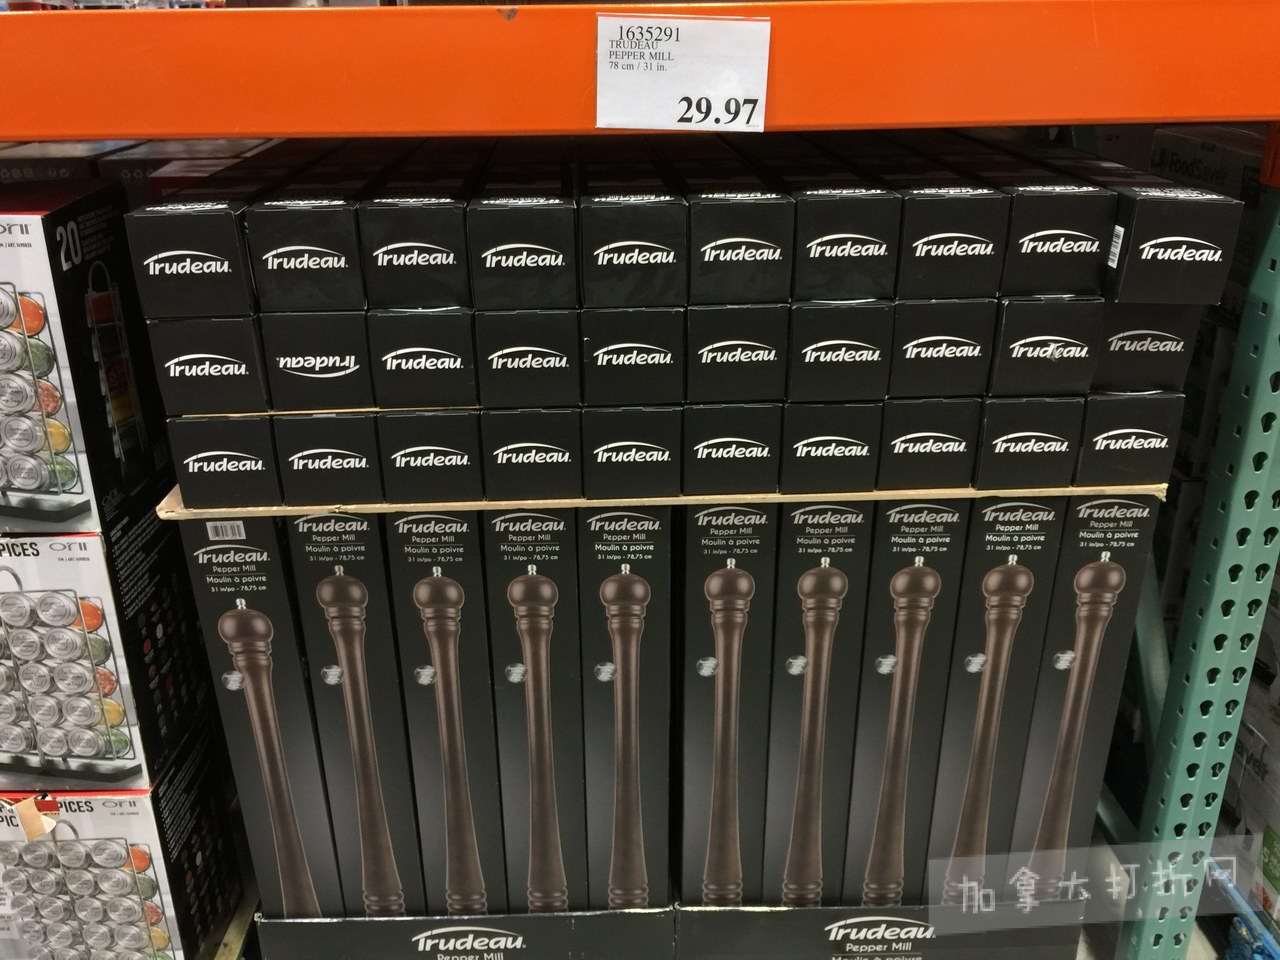 1635291
TRUDEAU
PEPPER MILL
78 cm / 31 in.
29.97
FoodSaver
Trudeau Trudeau Trudeau Trudeau Trudeau Trudeau Trudeau Trudeau Trudeau Trudeau
Trudeau Trudeau Trudeau Trudeau Trudeau Trudeau Trudeau Trudeau Trudeau Trudeau
Trudeau Trudeau Trudeau Trudeau Trudeau Trudeau Trudeau Trudeau Trudeau Trudeau
Trudeau
Pepper Mill
Moulin à poivre
31 in/po - 78,75 cm
Trudeau
Pepper Mill
Moulin à poivre
31 in/po - 78,75 cm
Trudeau
Pepper Mill
Moulin à poivre
31 in/po - 78,75 cm
Trudeau
Pepper Mill
Moulin à poivre
31 in/po - 78,75 cm
Trudeau
Pepper Mill
Moulin à poivre
31 in/po - 78,75 cm
Trudeau
Pepper Mill
Moulin à poivre
31 in/po - 78,75 cm
Trudeau
Pepper Mill
Moulin à poivre
31 in/po - 78,75 cm
Trudeau
Pepper Mill
Moulin à poivre
31 in/po - 78,75 cm
Trudeau
Pepper Mill
Moulin à poivre
31 in/po - 78,75 cm
Trudeau
Pepper Mill
Moulin à poivre
31 in/po - 78,75 cm
20
PICES Orii
PICES Orii
Trudeau
Pepper Mill
Trudeau
Pepper Mill
Moulin à poivre
加拿大打折网